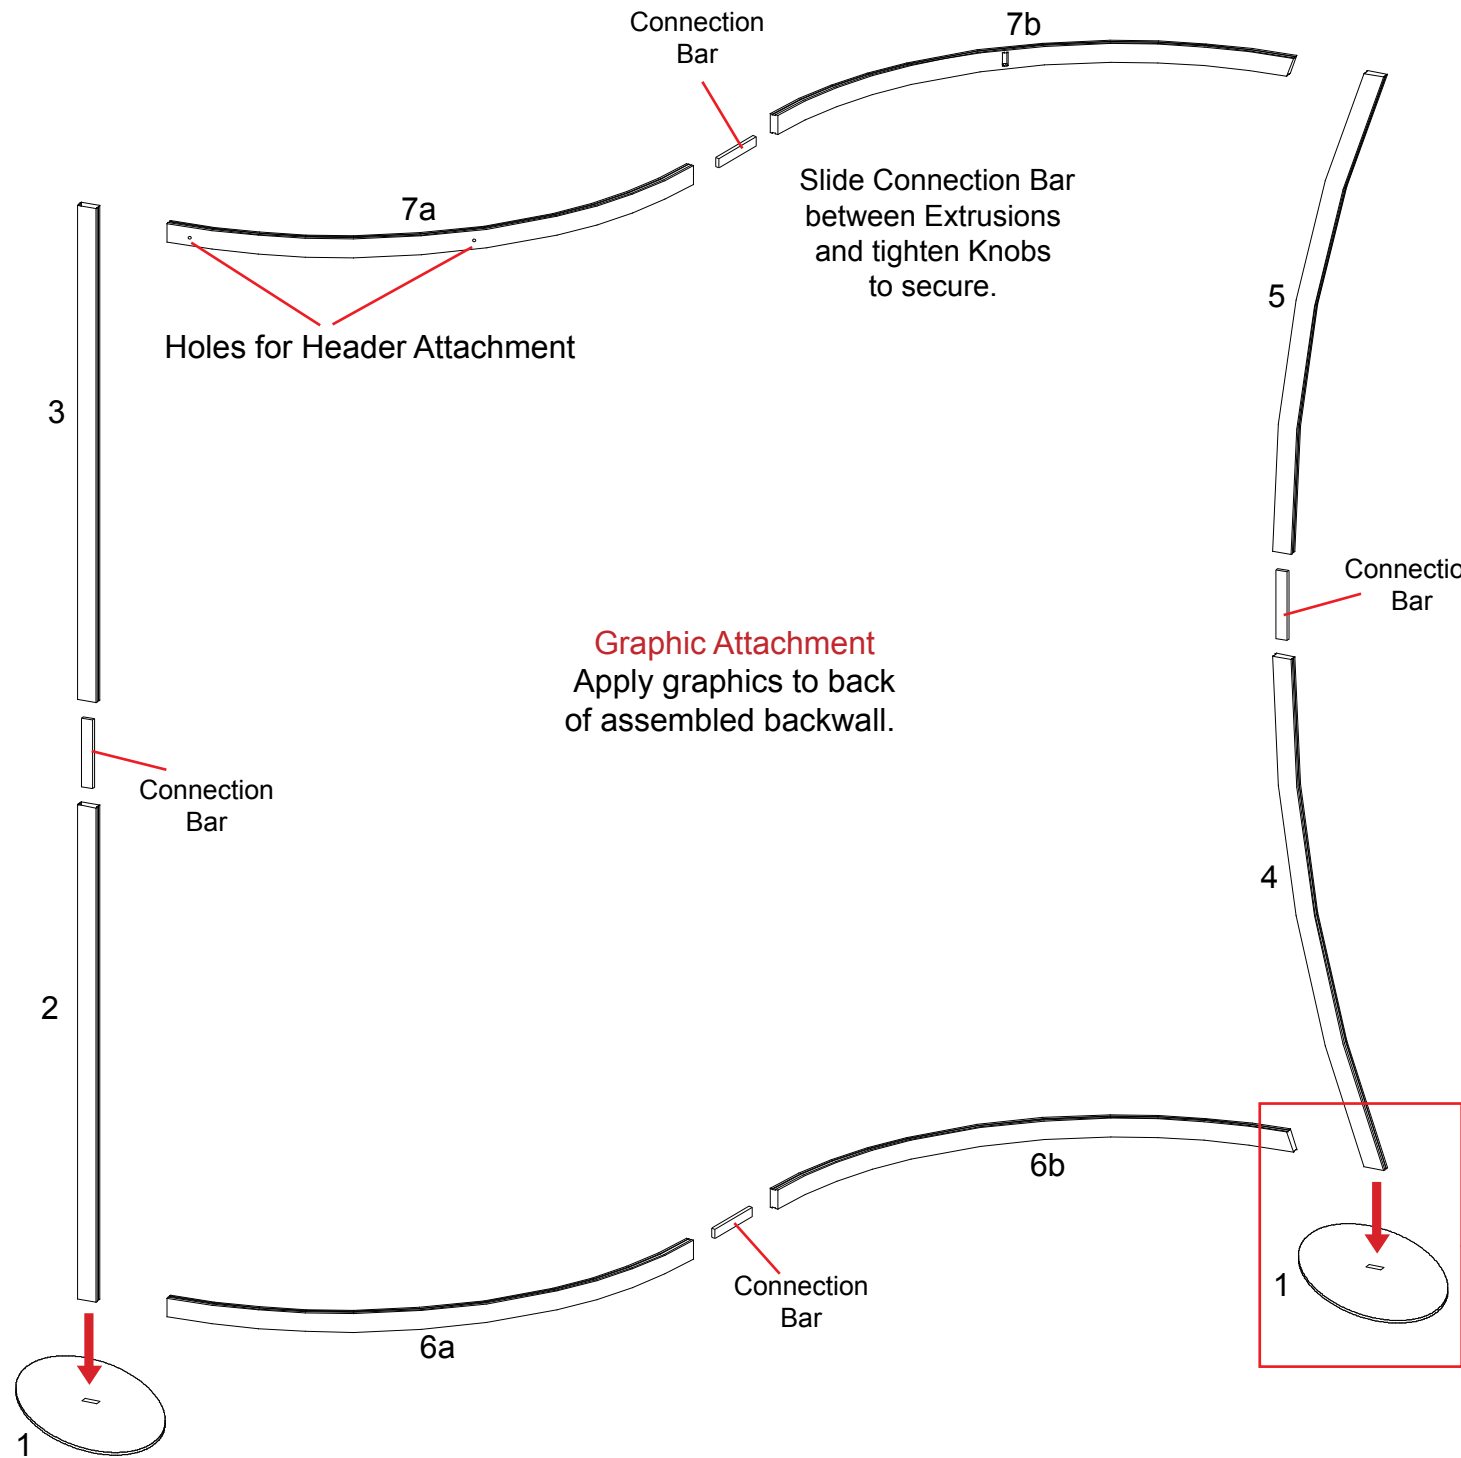 Connection
Bar
7b
Slide Connection Bar
between Extrusions
and tighten Knobs
to secure.
7a
Holes for Header Attachment
5
3
Connectio
Bar
Graphic Attachment
Apply graphics to back
of assembled backwall.
Connection
Bar
4
2
6b
Connection
Bar
1
6a
1